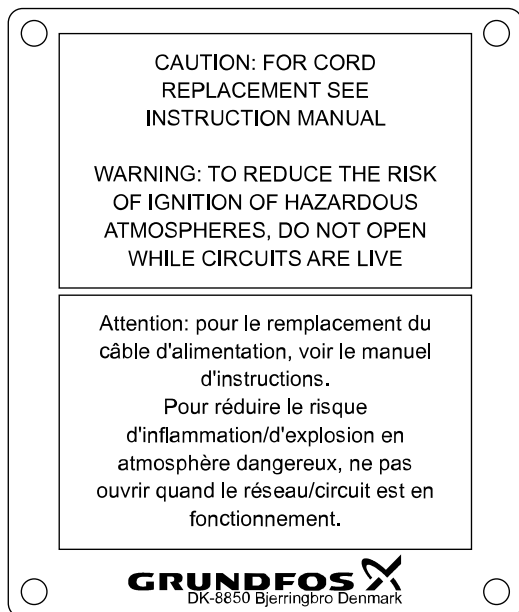 CAUTION: FOR CORD
REPLACEMENT SEE
INSTRUCTION MANUAL
WARNING: TO REDUCE THE RISK
OF IGNITION OF HAZARDOUS
ATMOSPHERES, DO NOT OPEN
WHILE CIRCUITS ARE LIVE
Attention: pour le remplacement du
câble d'alimentation, voir le manuel
d'instructions.
Pour réduire le risque
d'inflammation/d'explosion en
atmosphère dangereux, ne pas
ouvrir quand le réseau/circuit est en
fonctionnement.
GRUNDFOS
DK-8850 Bjerringbro Denmark